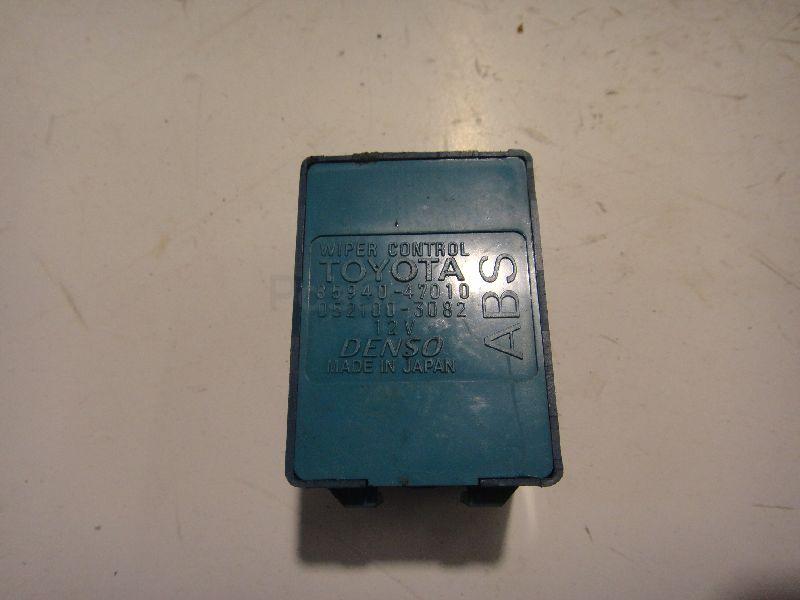 WIPER CONTROL
TOYOTA
85940-47010
052100-3082
12V
DENSO
MADE IN JAPAN
ABS